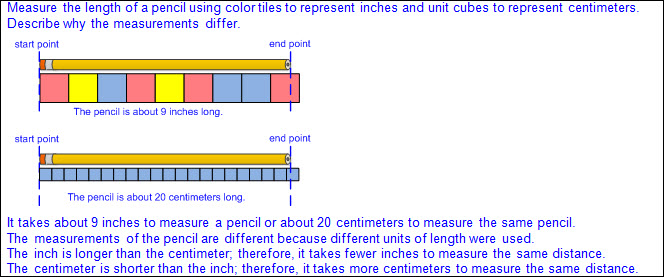 Measure the length of a pencil using color tiles to represent inches and unit cubes to represent centimeters.
Describe why the measurements differ.
start point end point
The pencil is about 9 inches long.
start point end point
The pencil is about 20 centimeters long.
It takes about 9 inches to measure a pencil or about 20 centimeters to measure the same pencil.
The measurements of the pencil are different because different units of length were used.
The inch is longer than the centimeter; therefore, it takes fewer inches to measure the same distance.
The centimeter is shorter than the inch; therefore, it takes more centimeters to measure the same distance.